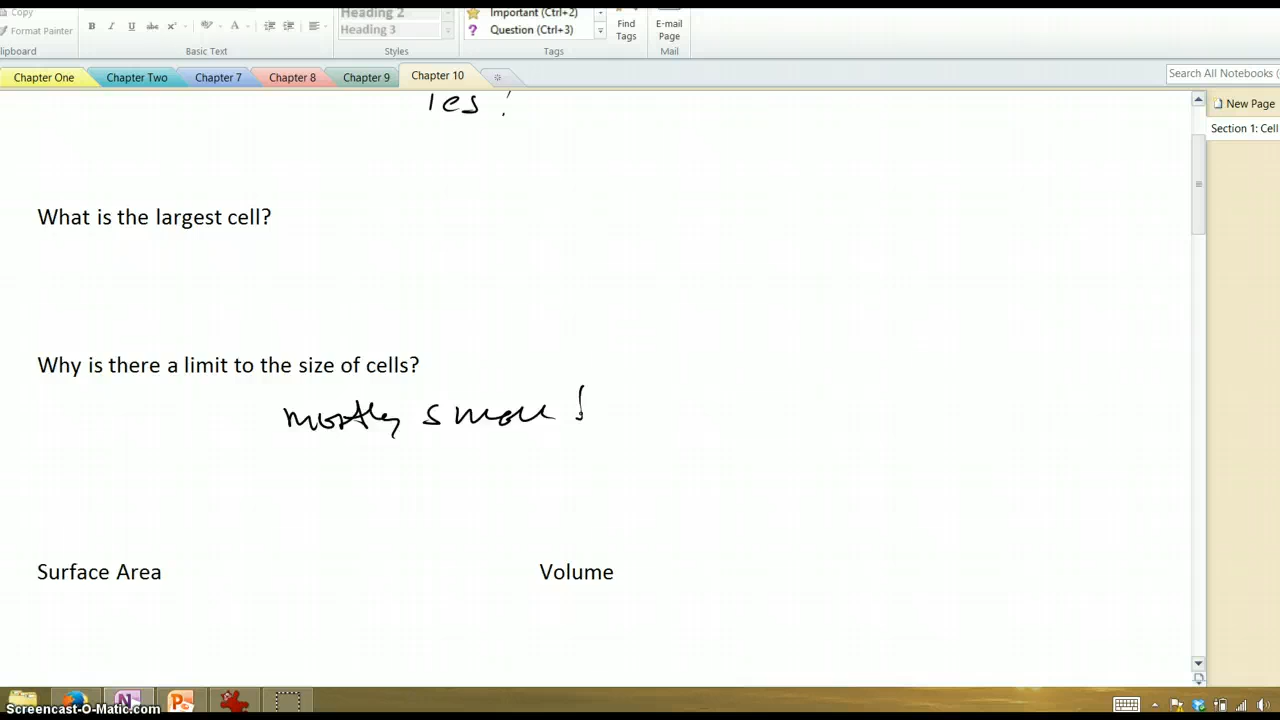 Copy
Format Painter
lipboard
B I U abc x
A
Basic Text
Heading 2
Heading 3
Styles
Important (Ctrl+2)
Question (Ctrl+3)
Tags
Find
Tags
E-mail
Page
Mail
Chapter One
Chapter Two
Chapter 7
Chapter 8
Chapter 9
Chapter 10
Search All Notebooks (
New Page
Section 1: Cell
Yes!
What is the largest cell?
Why is there a limit to the size of cells?
mostly small!
Surface Area
Volume
Screencast-O-Matic.com